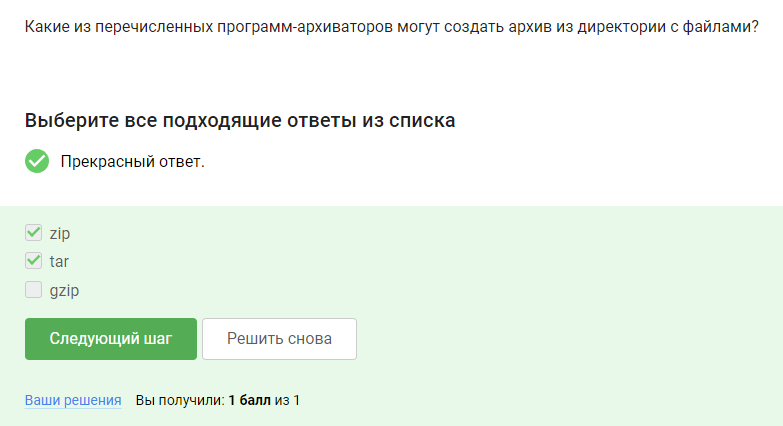 Какие из перечисленных программ-архиваторов могут создать архив из директории с файлами?
Выберите все подходящие ответы из списка
Прекрасный ответ.
zip
tar
gzip
Следующий шаг
Решить снова
Ваши решения Вы получили: 1 балл из 1